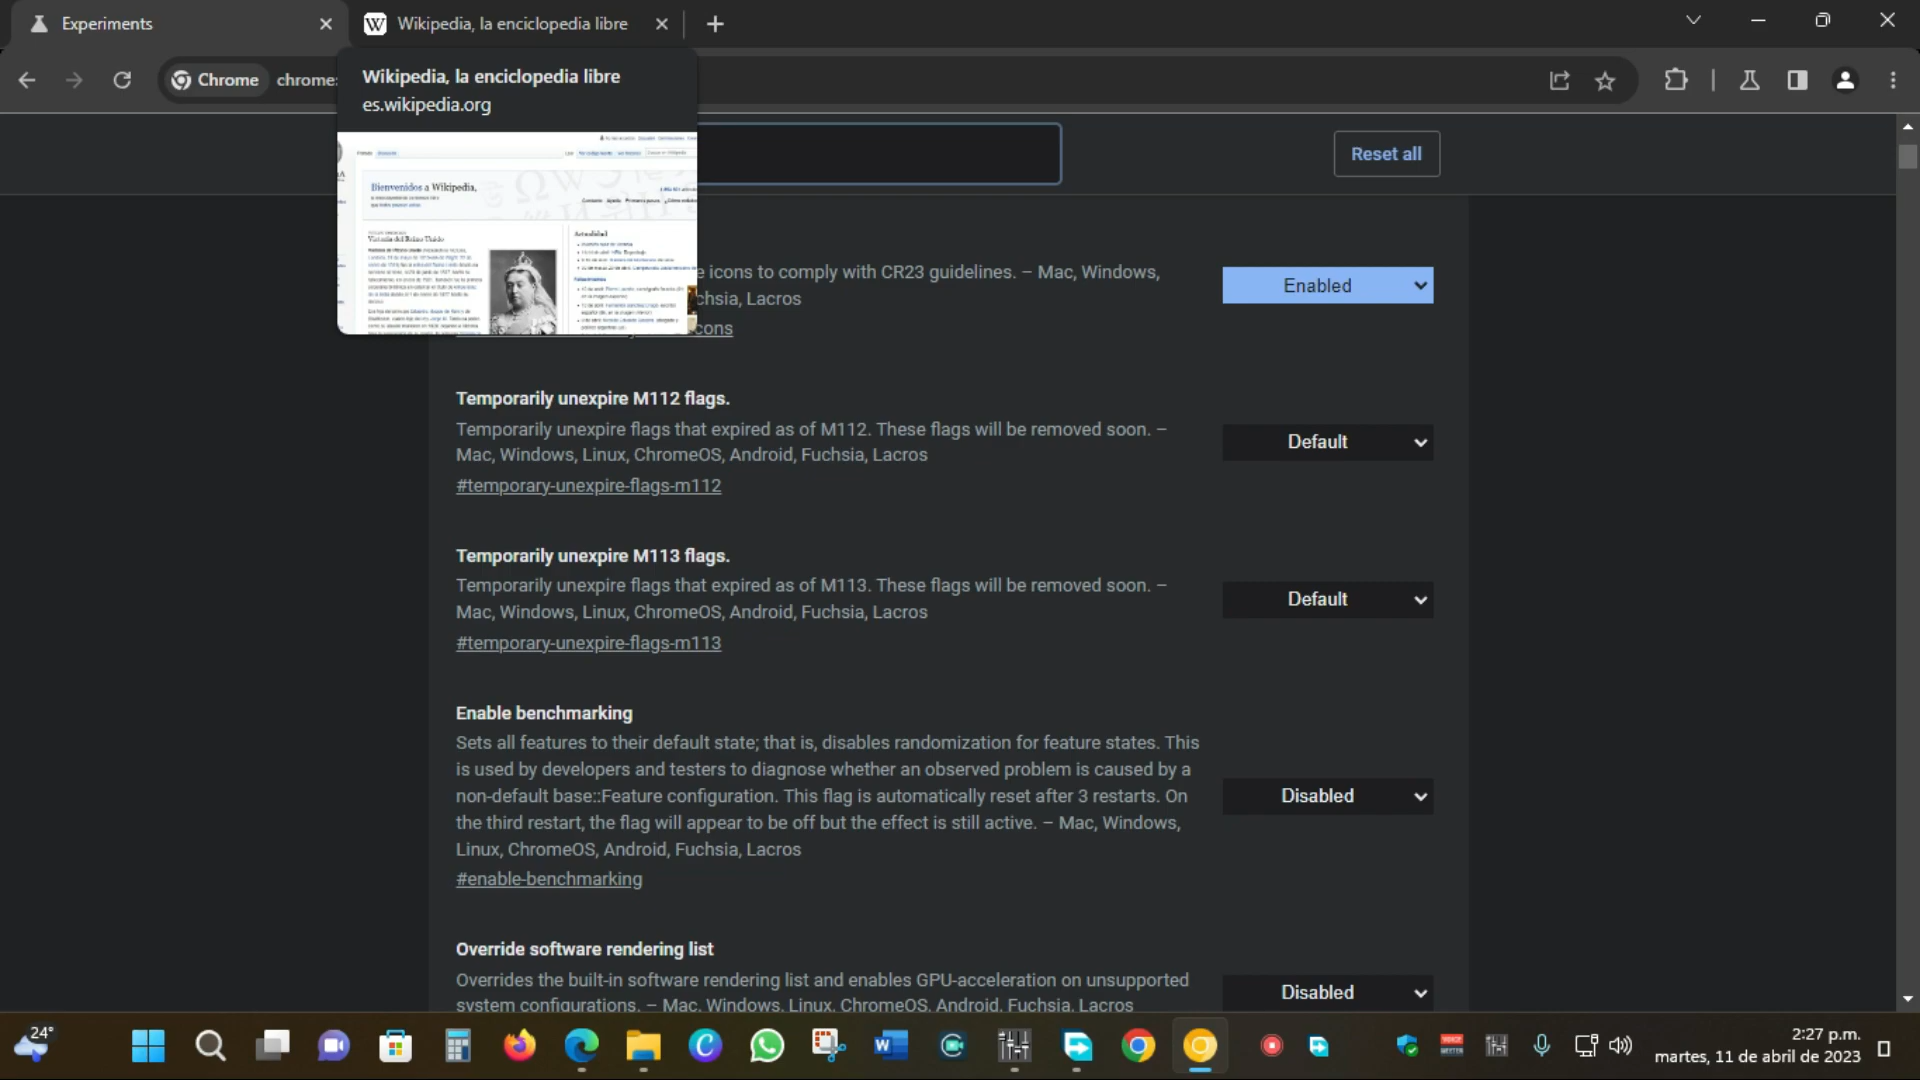 Experiments
Wikipedia, la enciclopedia libre
Chrome chrome:
Wikipedia, la enciclopedia libre
es.wikipedia.org
Bienvenidos a Wikipedia,
Victoria del Reino Unido
Actualidad
Reset all
e icons to comply with CR23 guidelines. – Mac, Windows,
chsia, Lacros
cons
Enabled
Temporarily unexpire M112 flags.
Temporarily unexpire flags that expired as of M112. These flags will be removed soon. –
Mac, Windows, Linux, ChromeOS, Android, Fuchsia, Lacros
#temporary-unexpire-flags-m112
Default
Temporarily unexpire M113 flags.
Temporarily unexpire flags that expired as of M113. These flags will be removed soon. –
Mac, Windows, Linux, ChromeOS, Android, Fuchsia, Lacros
#temporary-unexpire-flags-m113
Default
Enable benchmarking
Sets all features to their default state; that is, disables randomization for feature states. This
is used by developers and testers to diagnose whether an observed problem is caused by a
non-default base::Feature configuration. This flag is automatically reset after 3 restarts. On
the third restart, the flag will appear to be off but the effect is still active. – Mac, Windows,
Linux, ChromeOS, Android, Fuchsia, Lacros
#enable-benchmarking
Disabled
Override software rendering list
Overrides the built-in software rendering list and enables GPU-acceleration on unsupported
system configurations. – Mac, Windows, Linux, ChromeOS, Android, Fuchsia, Lacros
Disabled
24°
2:27 p.m.
martes, 11 de abril de 2023